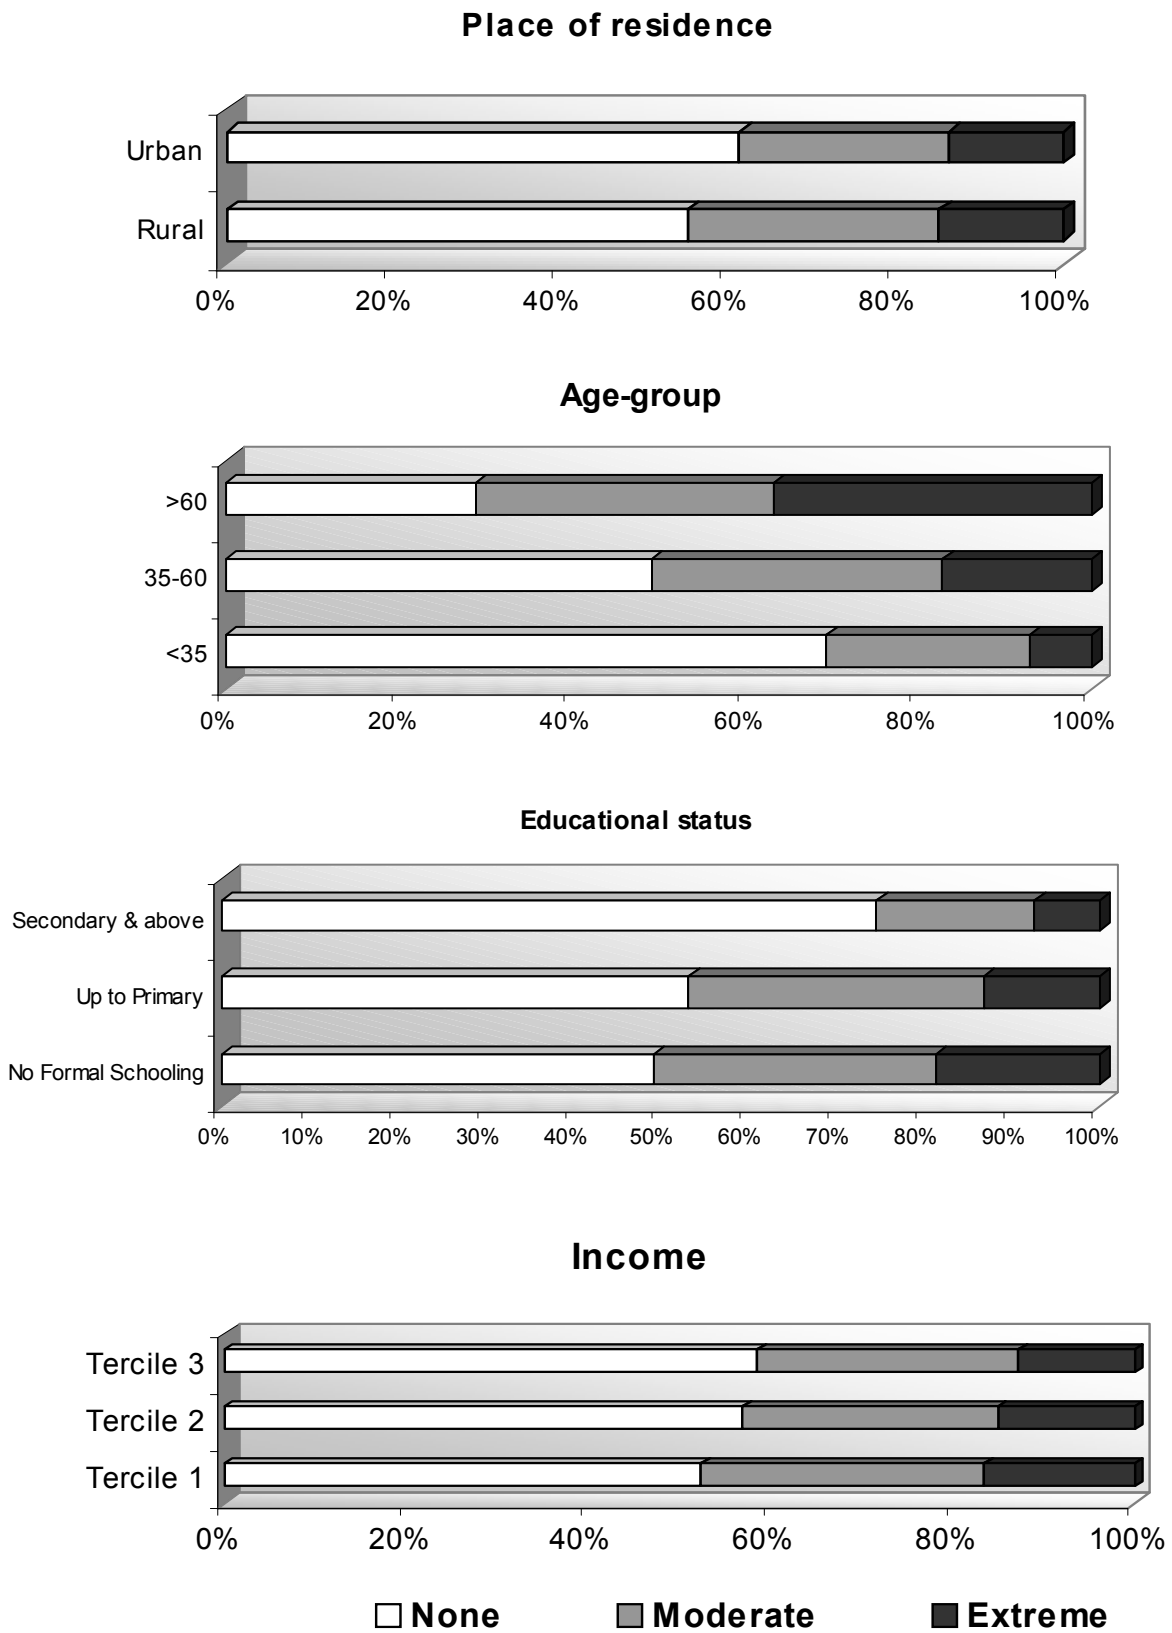 Place of residence
Urban
Rural
0% 20% 40% 60% 80% 100%
Age-group
>60
35-60
<35
0% 20% 40% 60% 80% 100%
Educational status
Secondary & above
Up to Primary
No Formal Schooling
0% 10% 20% 30% 40% 50% 60% 70% 80% 90% 100%
Income
Tercile 3
Tercile 2
Tercile 1
0% 20% 40% 60% 80% 100%
None Moderate Extreme